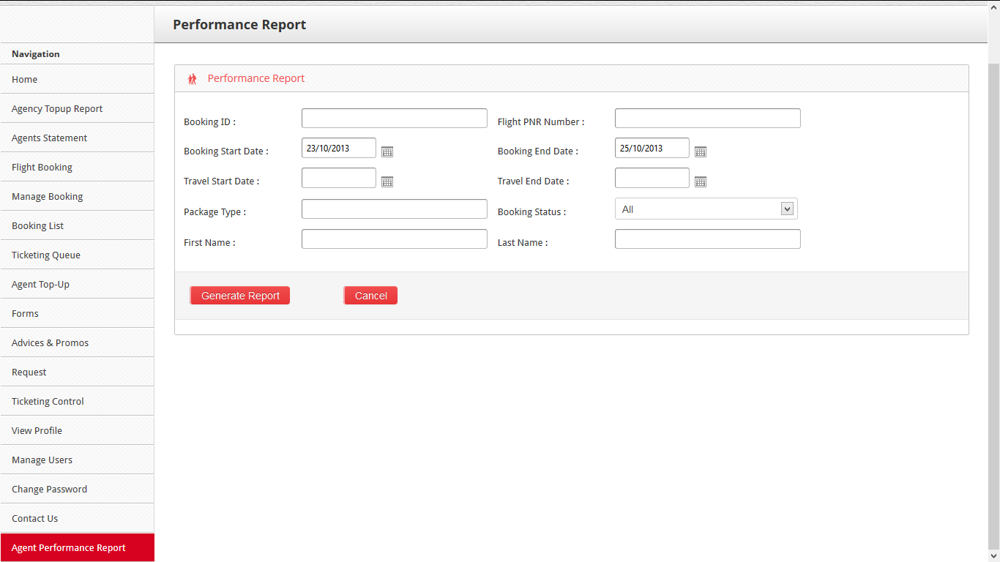 Performance Report
Navigation
Home
Agency Topup Report
Agents Statement
Flight Booking
Manage Booking
Booking List
Ticketing Queue
Agent Top-Up
Forms
Advices & Promos
Request
Ticketing Control
View Profile
Manage Users
Change Password
Contact Us
Agent Performance Report
Performance Report
Booking ID :
Flight PNR Number :
Booking Start Date : 23/10/2013
Booking End Date : 25/10/2013
Travel Start Date :
Travel End Date :
Package Type :
Booking Status : All
First Name :
Last Name :
Generate Report
Cancel